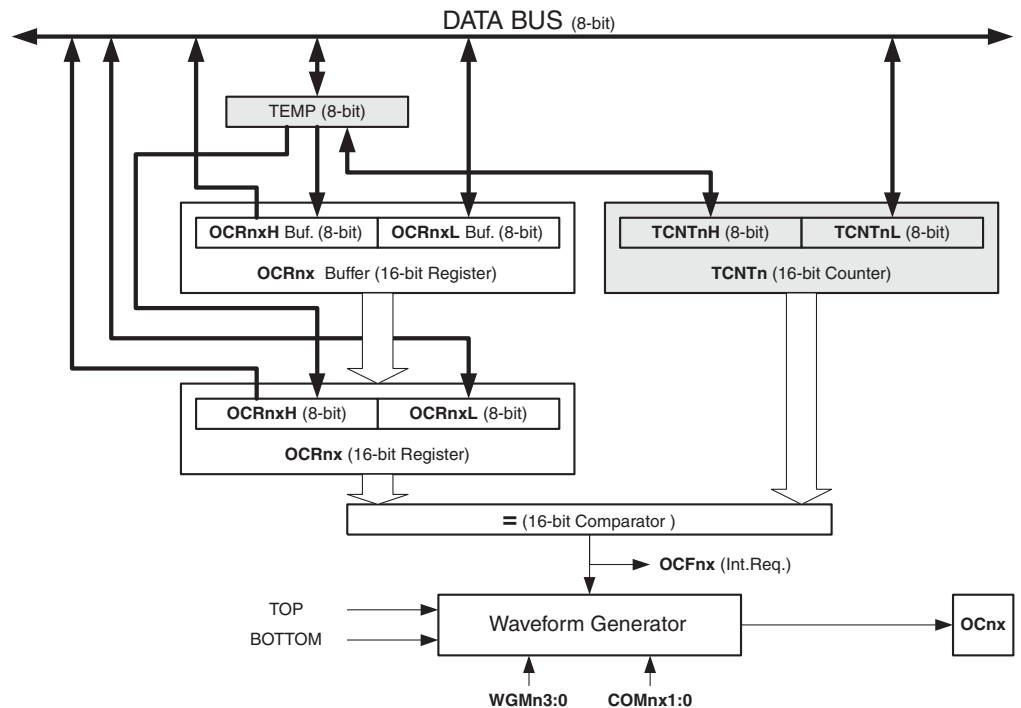 DATA BUS (8-bit)
TEMP (8-bit)
OCRnxH Buf. (8-bit) OCRnxL Buf. (8-bit)
OCRnx Buffer (16-bit Register)
TCNTnH (8-bit) TCNTnL (8-bit)
TCNTn (16-bit Counter)
OCRnxH (8-bit) OCRnxL (8-bit)
OCRnx (16-bit Register)
= (16-bit Comparator )
OCFnx (Int.Req.)
TOP
BOTTOM
Waveform Generator
OCnx
WGMn3:0 COMnx1:0